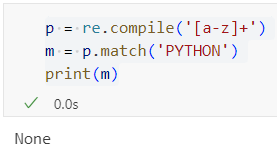 p = re.compile('[a-z]+')
m = p.match('PYTHON')
print(m)
0.0s
None